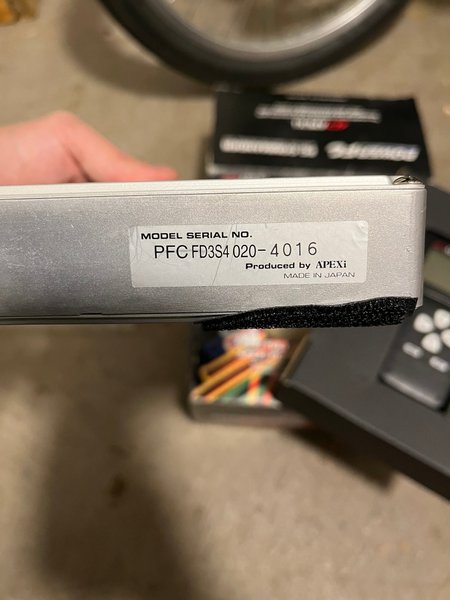 MODEL SERIAL NO.
PFC FD3S4 020-4016
Produced by APEXi
MADE IN JAPAN